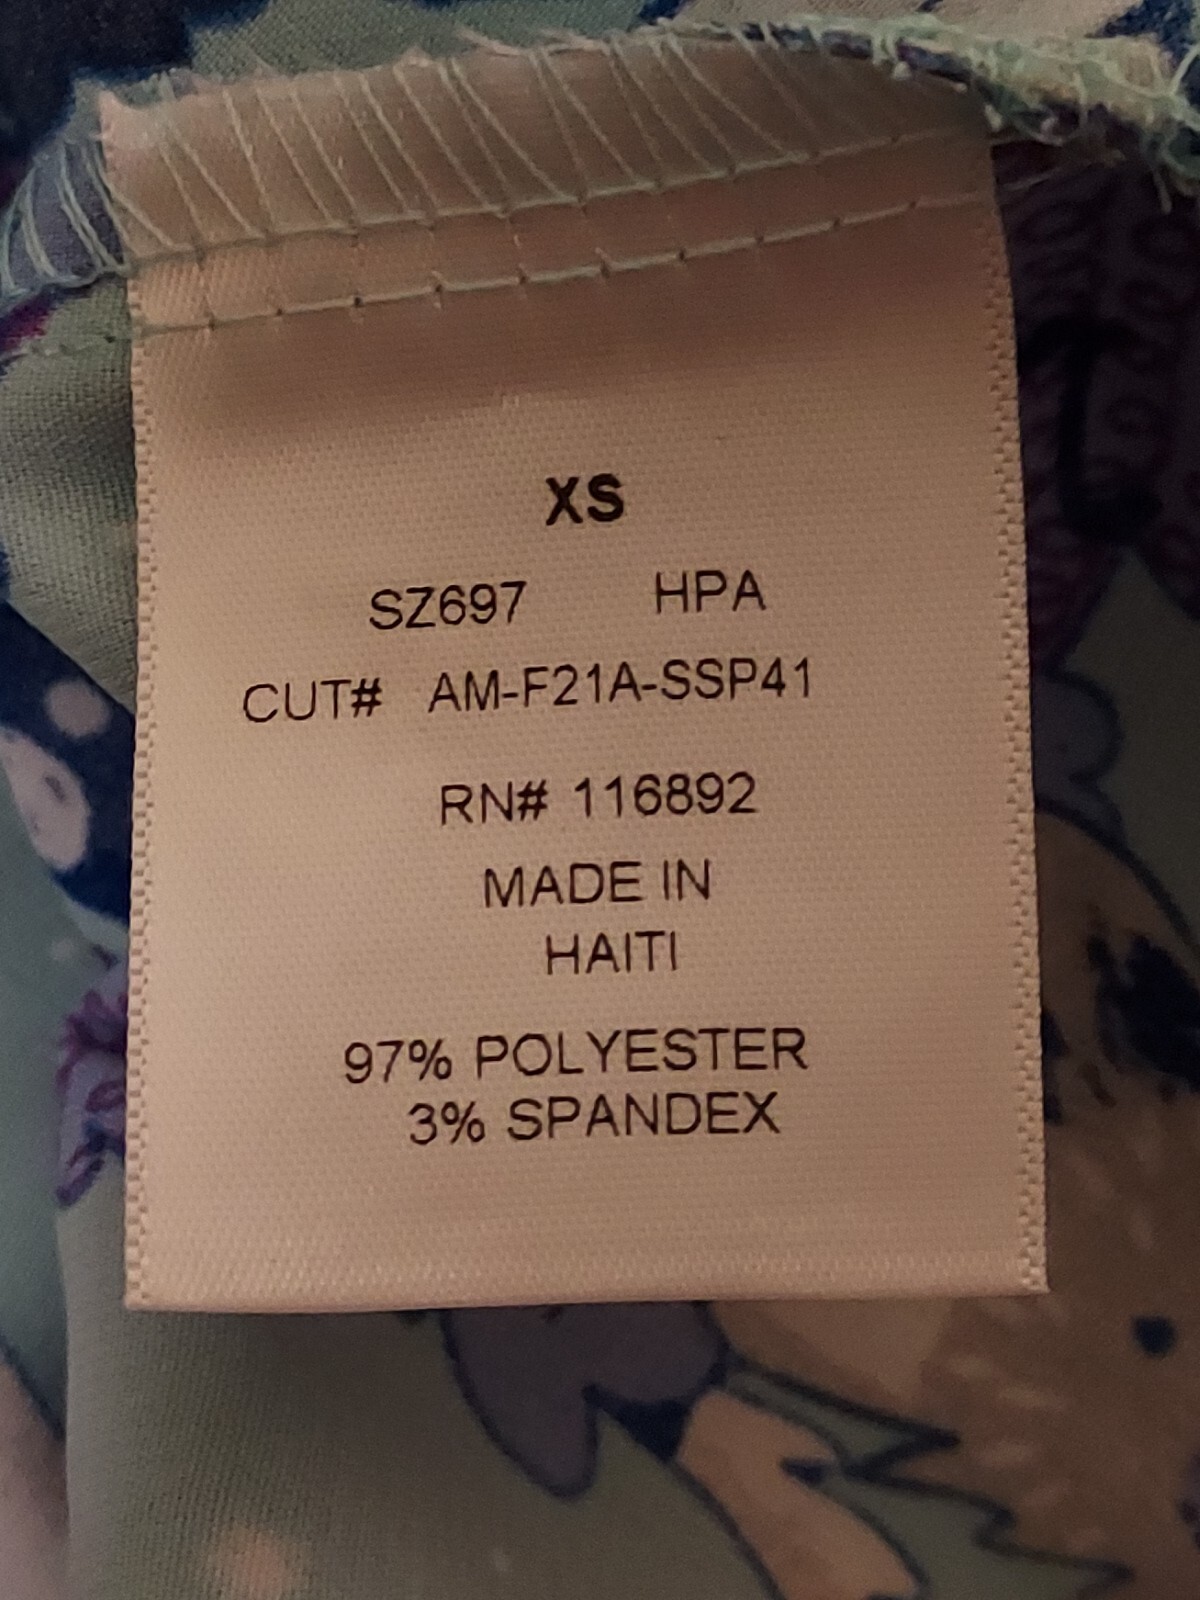 XS
SZ697 HPA
CUT# AM-F21A-SSP41
RN# 116892
MADE IN
HAITI
97% POLYESTER
3% SPANDEX